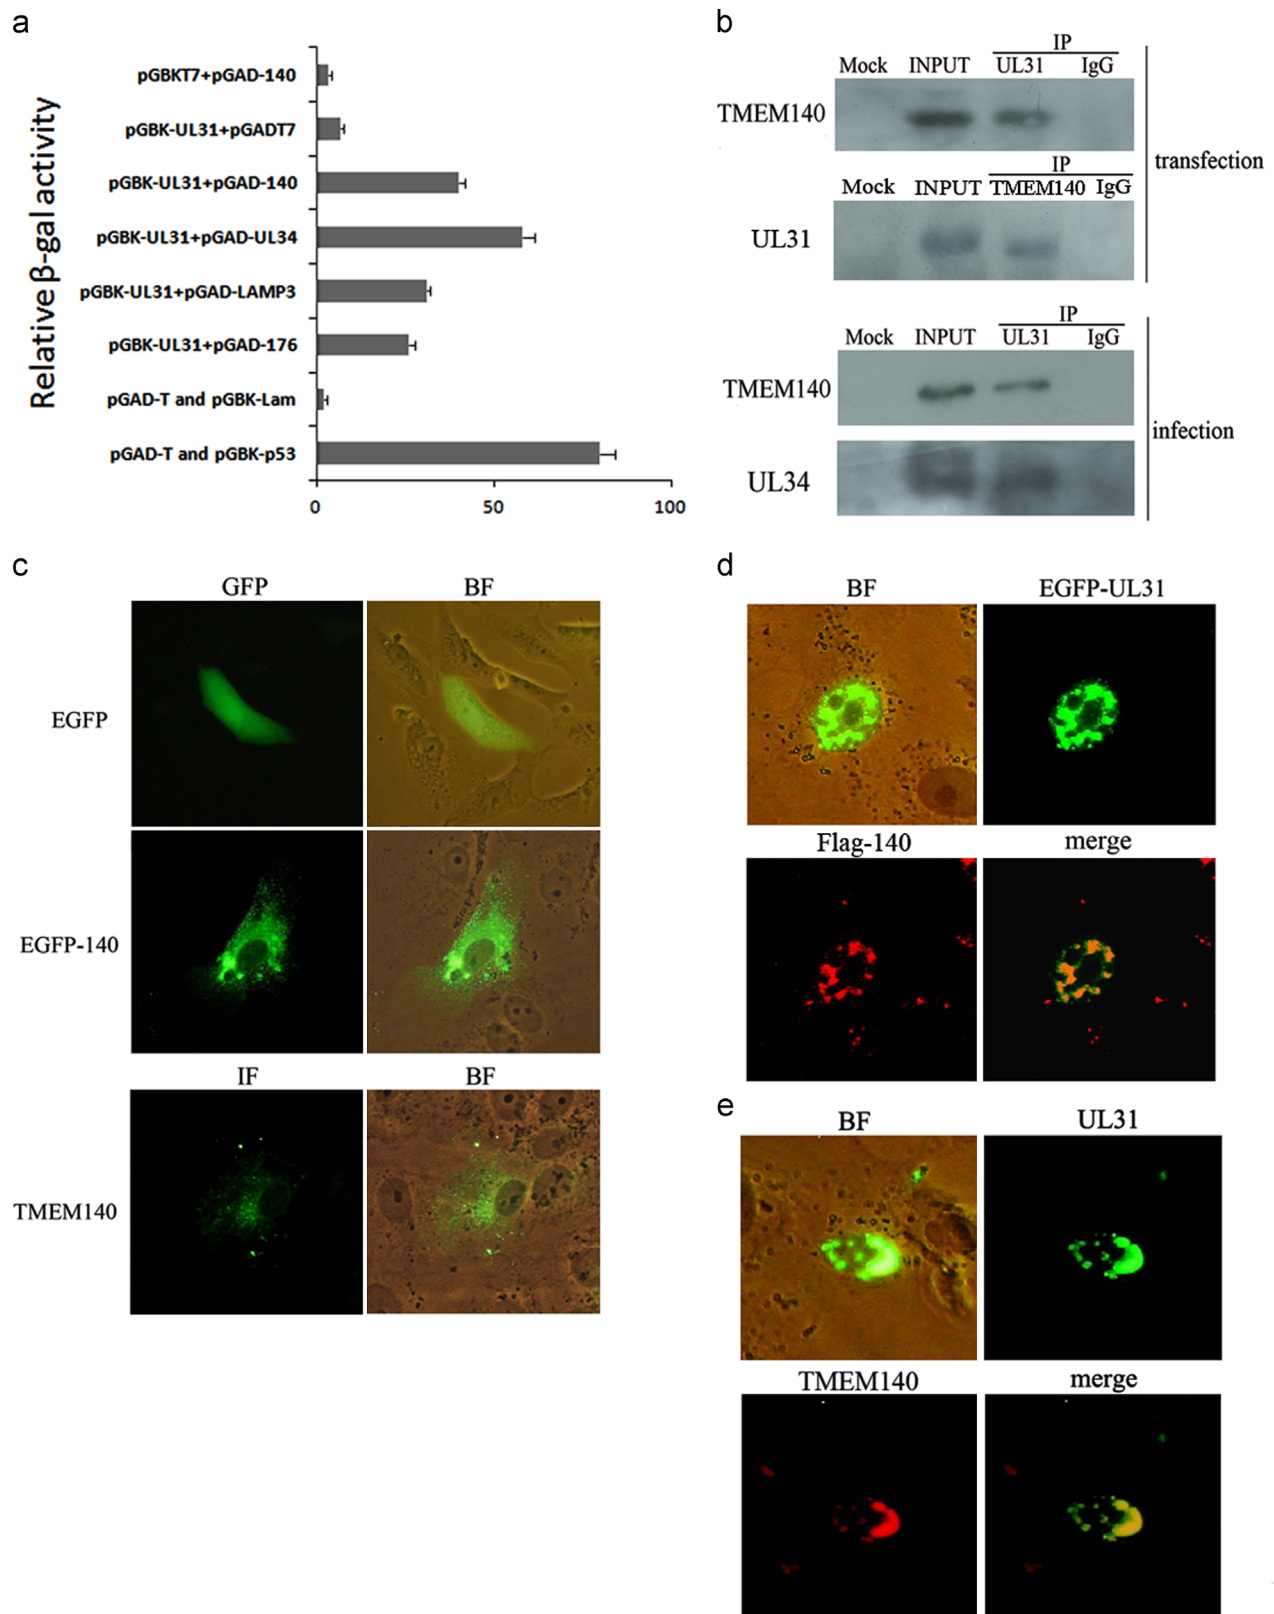 a
Relative β-gal activity
pGBKT7+pGAD-140
pGBK-UL31+pGADT7
pGBK-UL31+pGAD-140
pGBK-UL31+pGAD-UL34
pGBK-UL31+pGAD-LAMP3
pGBK-UL31+pGAD-176
pGAD-T and pGBK-Lam
pGAD-T and pGBK-p53
0 50 100
b
IP
Mock INPUT UL31 IgG
TMEM140
IP
Mock INPUT TMEM140 IgG
UL31
transfection
IP
Mock INPUT UL31 IgG
TMEM140
UL34
infection
c
GFP BF
EGFP
EGFP-140
IF BF
TMEM140
d
BF EGFP-UL31
Flag-140 merge
e
BF UL31
TMEM140 merge